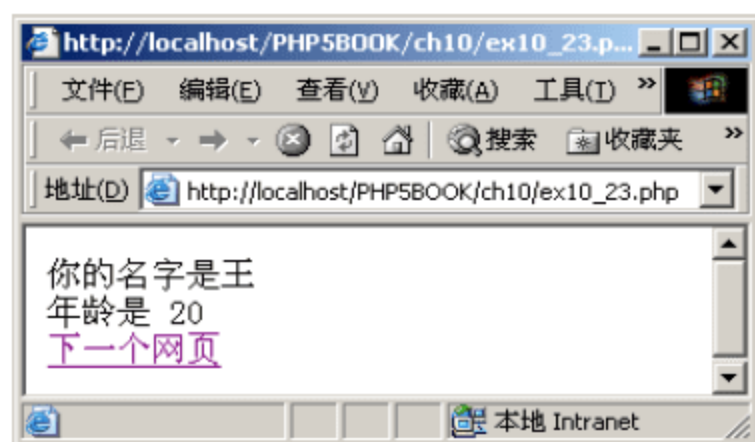 http://localhost/PHP5BOOK/ch10/ex10_23.p...
文件(F) 编辑(E) 查看(V) 收藏(A) 工具(T) »
后退 搜索 收藏夹 »
地址(D) http://localhost/PHP5BOOK/ch10/ex10_23.php
你的名字是王
年龄是 20
下一个网页
本地 Intranet